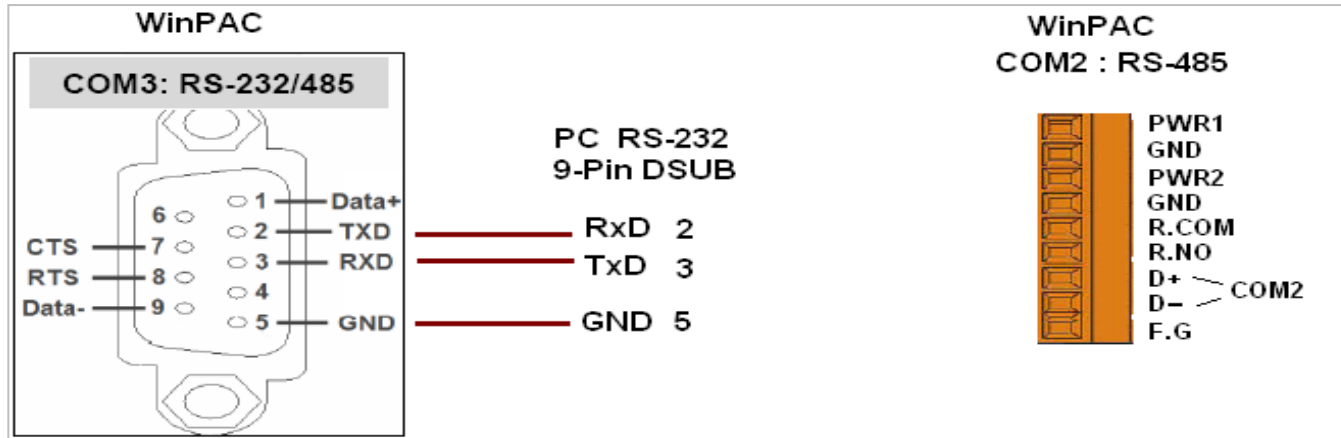 WinPAC
COM3: RS-232/485
1 Data+
6
2 TXD
CTS 7
3 RXD
RTS 8
4
Data- 9
5 GND
PC RS-232
9-Pin DSUB
RxD 2
TxD 3
GND 5
WinPAC
COM2 : RS-485
PWR1
GND
PWR2
GND
R.COM
R.NO
D+
COM2
D-
F.G